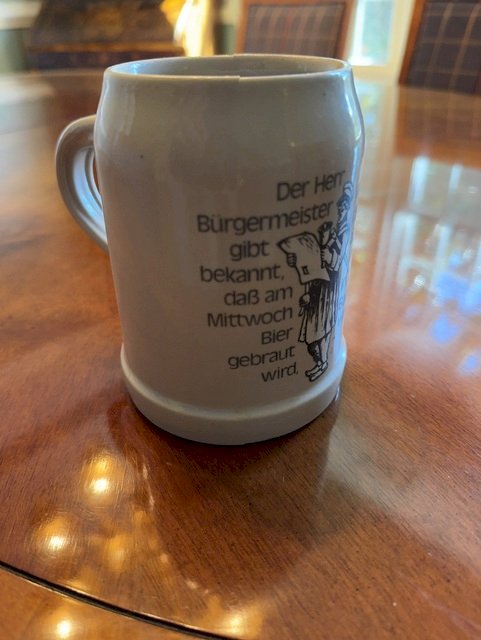 Der Herr
Bürgermeister
gibt
bekannt,
daß am
Mittwoch
Bier
gebraut
wird,